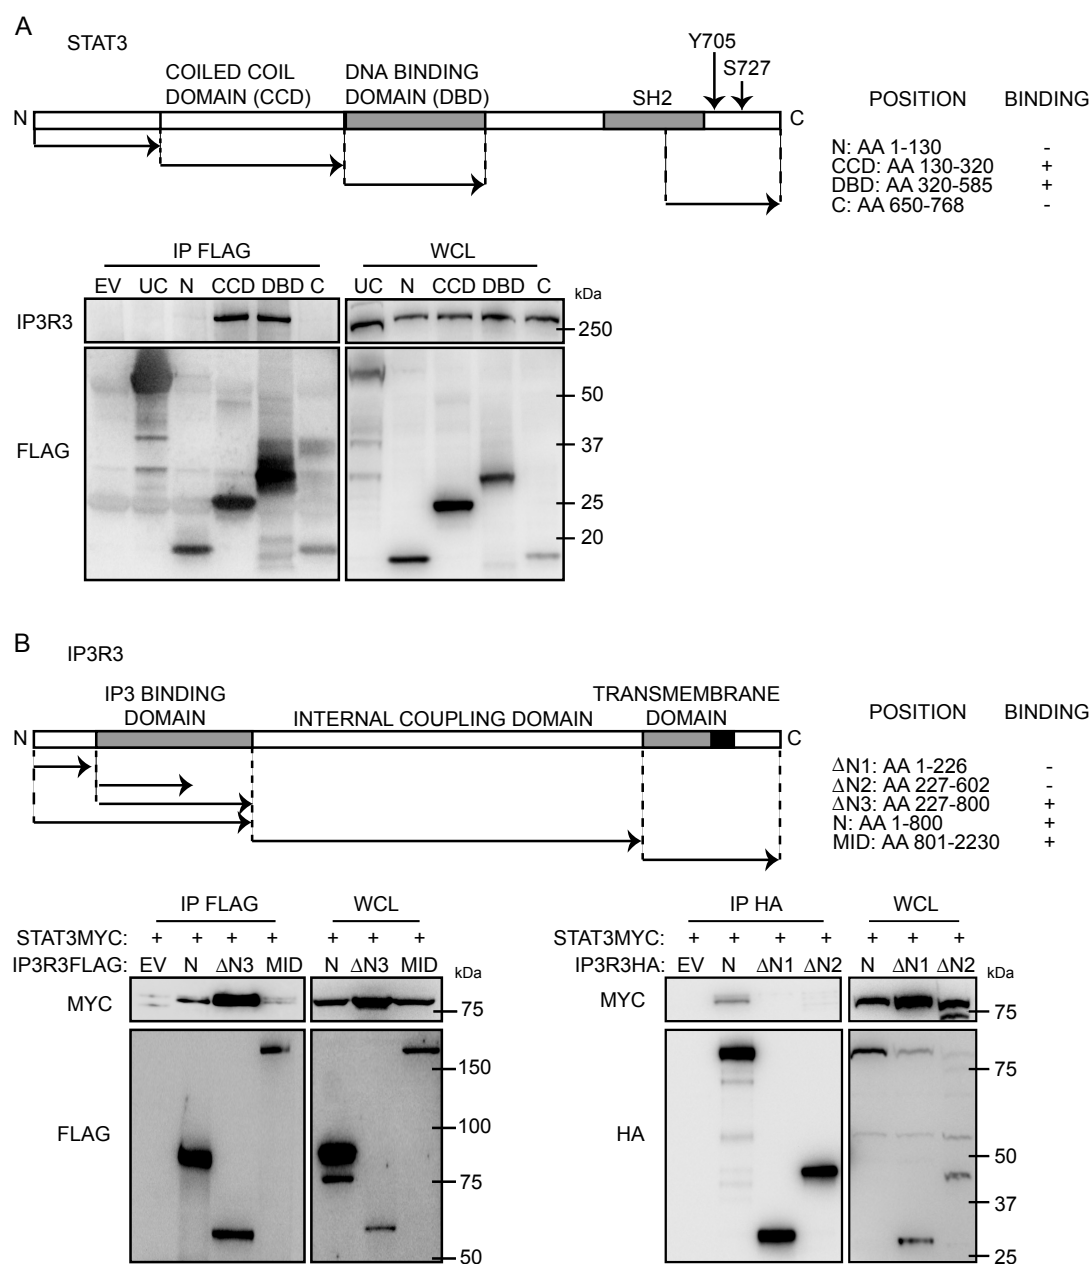 A
STAT3
Y705
S727
COILED COIL
DOMAIN (CCD)
DNA BINDING
DOMAIN (DBD)
SH2
N
C
POSITION BINDING
N: AA 1-130 -
CCD: AA 130-320 +
DBD: AA 320-585 +
C: AA 650-768 -
IP FLAG WCL
EV UC N CCD DBD C UC N CCD DBD C
kDa
IP3R3
250
FLAG
50
37
25
20
B
IP3R3
IP3 BINDING
DOMAIN
INTERNAL COUPLING DOMAIN
TRANSMEMBRANE
DOMAIN
N
C
POSITION BINDING
ΔN1: AA 1-226 -
ΔN2: AA 227-602 -
ΔN3: AA 227-800 +
N: AA 1-800 +
MID: AA 801-2230 +
IP FLAG WCL
STAT3MYC: + + + + + + +
IP3R3FLAG: EV N ΔN3 MID N ΔN3 MID
kDa
MYC
75
FLAG
150
100
75
50
IP HA WCL
STAT3MYC: + + + + + + +
IP3R3HA: EV N ΔN1 ΔN2 N ΔN1 ΔN2
kDa
MYC
75
HA
75
50
37
25